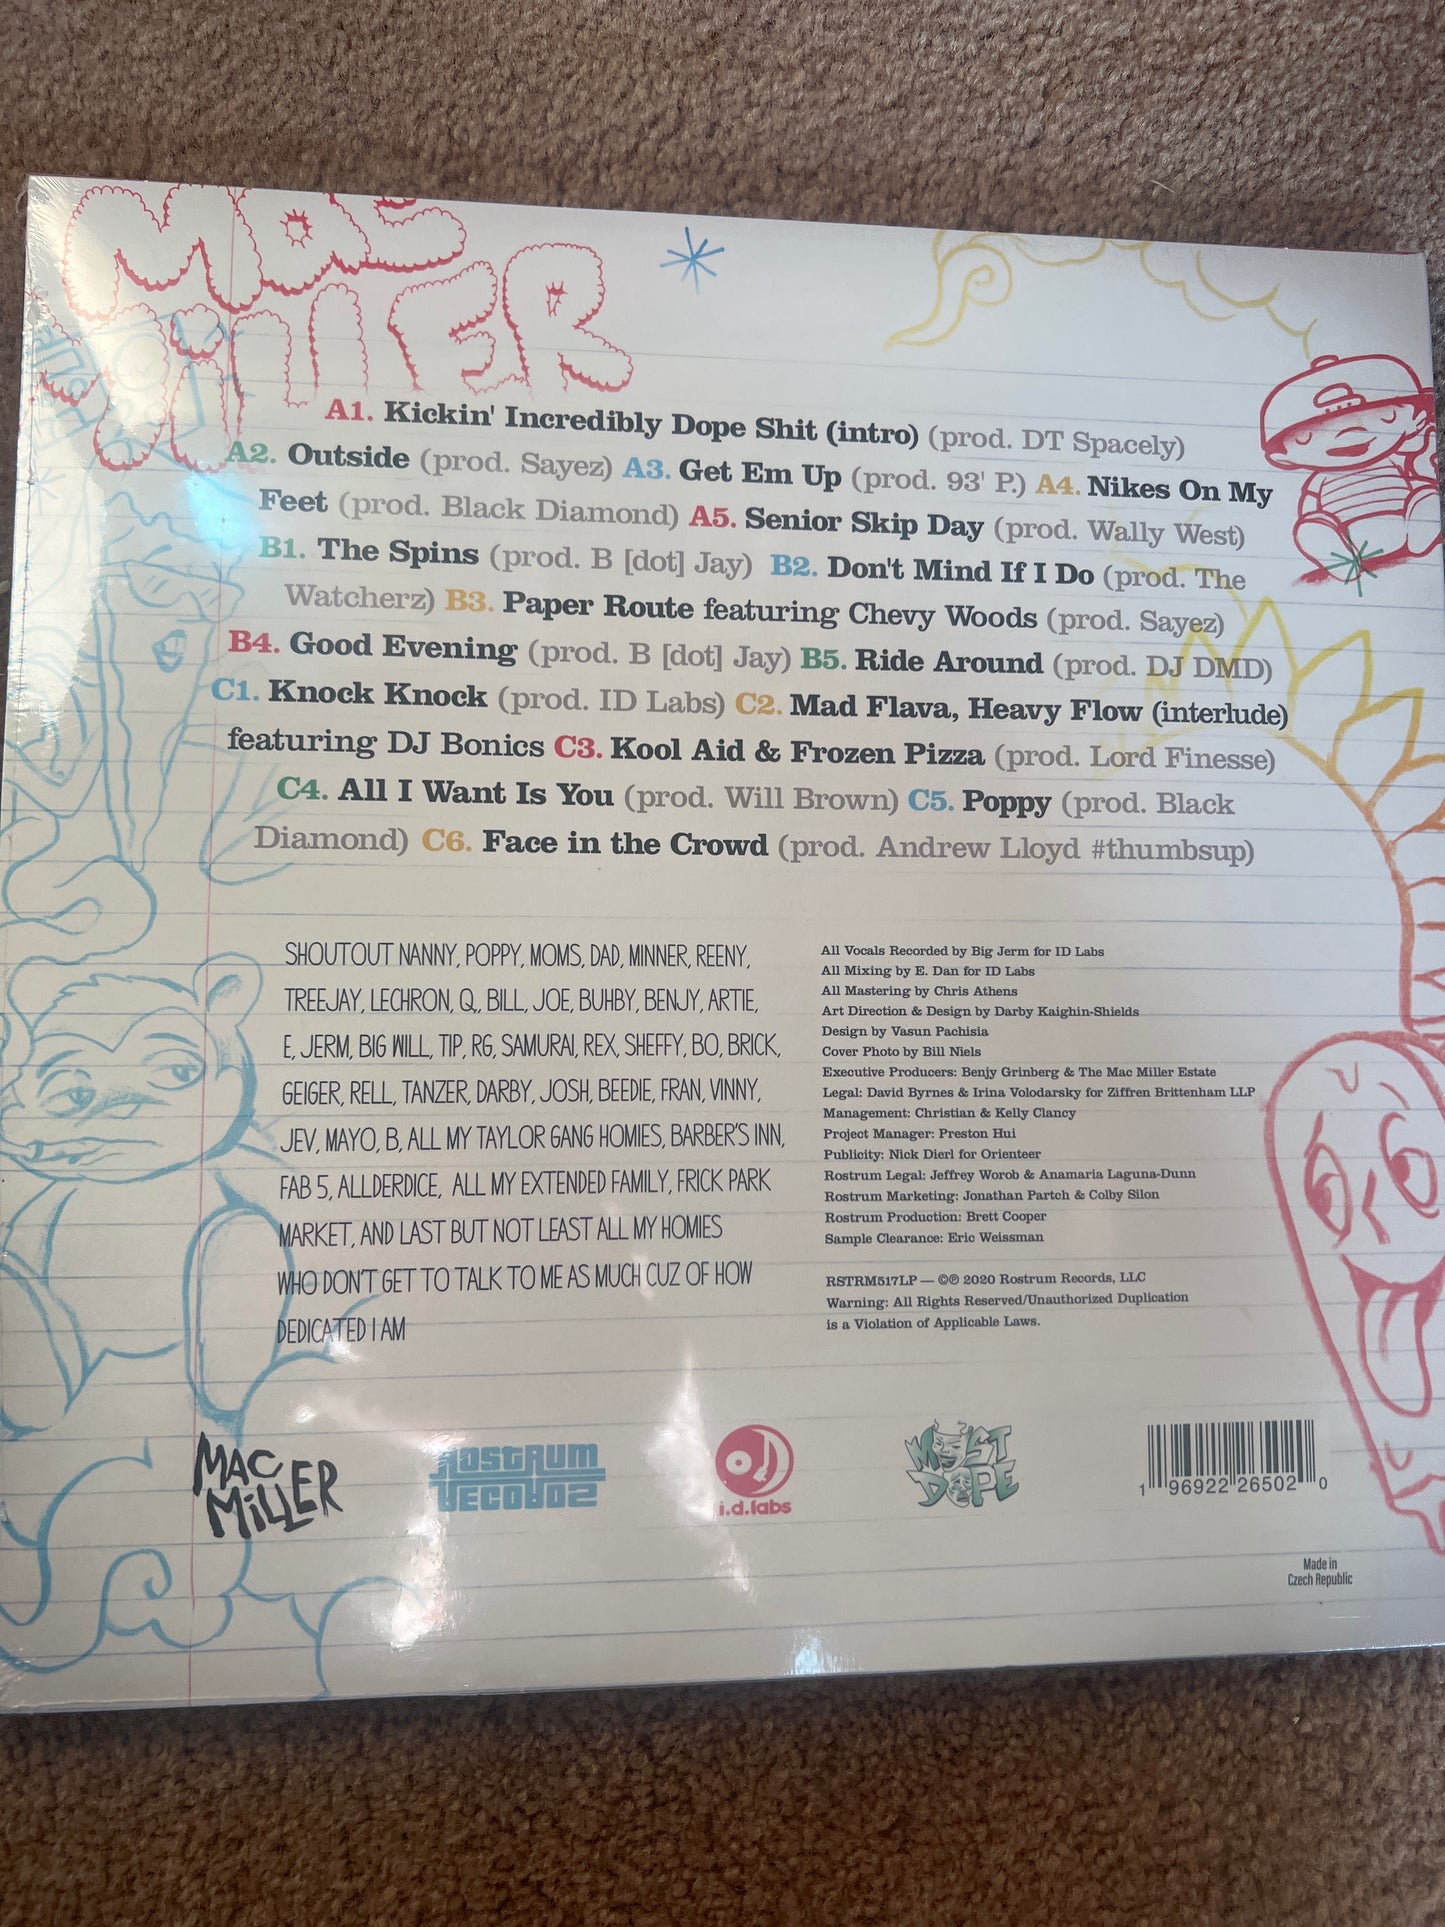 MAC
MILLER
A1. Kickin' Incredibly Dope Shit (intro) (prod. DT Spacely)
A2. Outside (prod. Sayez) A3. Get Em Up (prod. 93' P.) A4. Nikes On My
Feet (prod. Black Diamond) A5. Senior Skip Day (prod. Wally West)
B1. The Spins (prod. B [dot] Jay) B2. Don't Mind If I Do (prod. The
Watcherz) B3. Paper Route featuring Chevy Woods (prod. Sayez)
B4. Good Evening (prod. B [dot] Jay) B5. Ride Around (prod. DJ DMD)
C1. Knock Knock (prod. ID Labs) C2. Mad Flava, Heavy Flow (interlude)
featuring DJ Bonics C3. Kool Aid & Frozen Pizza (prod. Lord Finesse)
C4. All I Want Is You (prod. Will Brown) C5. Poppy (prod. Black
Diamond) C6. Face in the Crowd (prod. Andrew Lloyd #thumbsup)
SHOUTOUT NANNY, POPPY, MOMS, DAD, MINNER, REENY,
TREEJAY, LECHRON, Q,, BILL, JOE, BUHBY, BENJY, ARTIE,
E, JERM, BIG WILL, TIP, RG, SAMURAI, REX, SHEFFY, BO, BRICK,
GEIGER, RELL, TANZER, DARBY, JOSH, BEEDIE, FRAN, VINNY,
JEV, MAYO, B, ALL MY TAYLOR GANG HOMIES, BARBER'S INN,
FAB 5, ALLDERDICE, ALL MY EXTENDED FAMILY, FRICK PARK
MARKET, AND LAST BUT NOT LEAST ALL MY HOMIES
WHO DON'T GET TO TALK TO ME AS MUCH CUZ OF HOW
DEDICATED I AM
All Vocals Recorded by Big Jerm for ID Labs
All Mixing by E. Dan for ID Labs
All Mastering by Chris Athens
Art Direction & Design by Darby Kaighin-Shields
Design by Vasun Pachisia
Cover Photo by Bill Niels
Executive Producers: Benjy Grinberg & The Mac Miller Estate
Legal: David Byrnes & Irina Volodarsky for Ziffren Brittenham LLP
Management: Christian & Kelly Clancy
Project Manager: Preston Hui
Publicity: Nick Dierl for Orienteer
Rostrum Legal: Jeffrey Worob & Anamaria Laguna-Dunn
Rostrum Marketing: Jonathan Partch & Colby Silon
Rostrum Production: Brett Cooper
Sample Clearance: Eric Weissman
RSTRM517LP — ©℗ 2020 Rostrum Records, LLC
Warning: All Rights Reserved/Unauthorized Duplication
is a Violation of Applicable Laws.
MAC
MILLER
ROSTRUM
RECORDS
i.d.labs
MOST
DOPE
1 96922 26502 0
Made in
Czech Republic